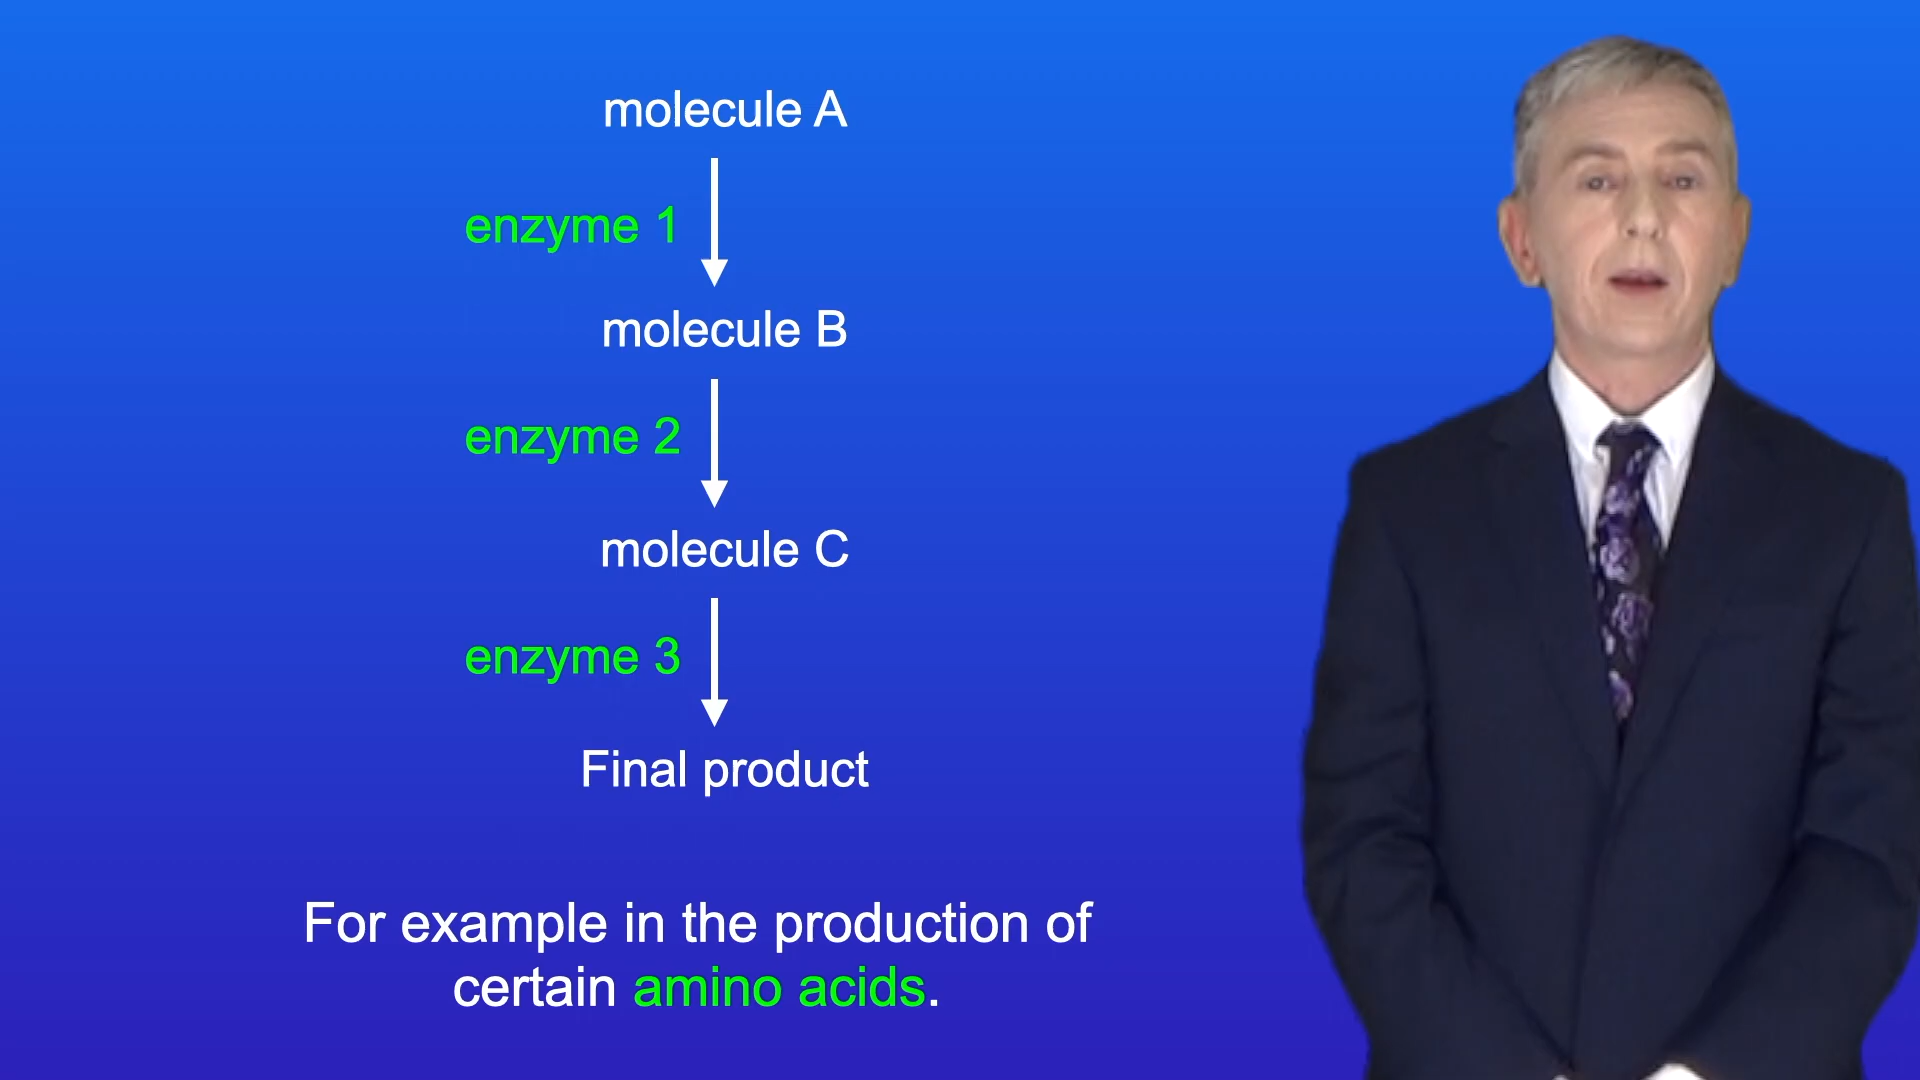 molecule A
enzyme 1
molecule B
enzyme 2
molecule C
enzyme 3
Final product
For example in the production of
certain amino acids.